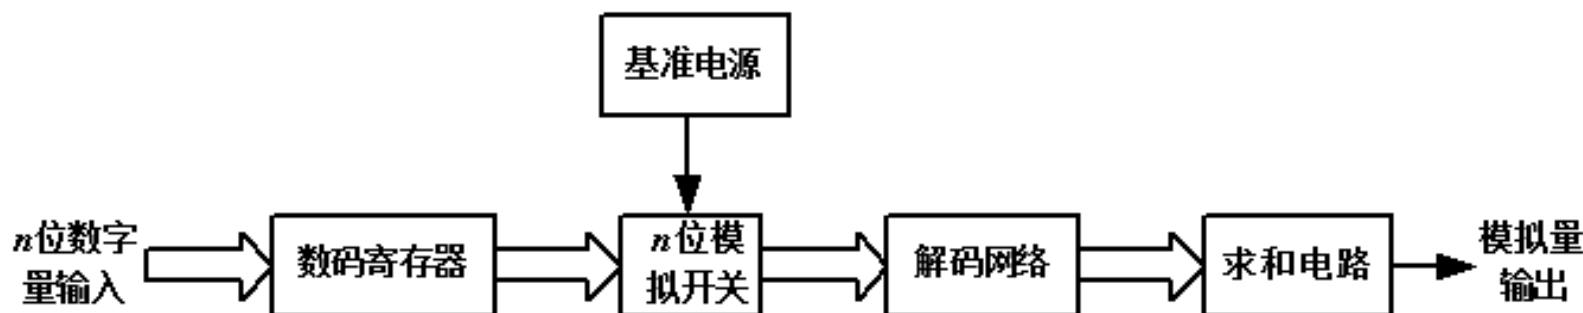 基准电源
n位数字
量输入
数码寄存器
n位模
拟开关
解码网络
求和电路
模拟量
输出